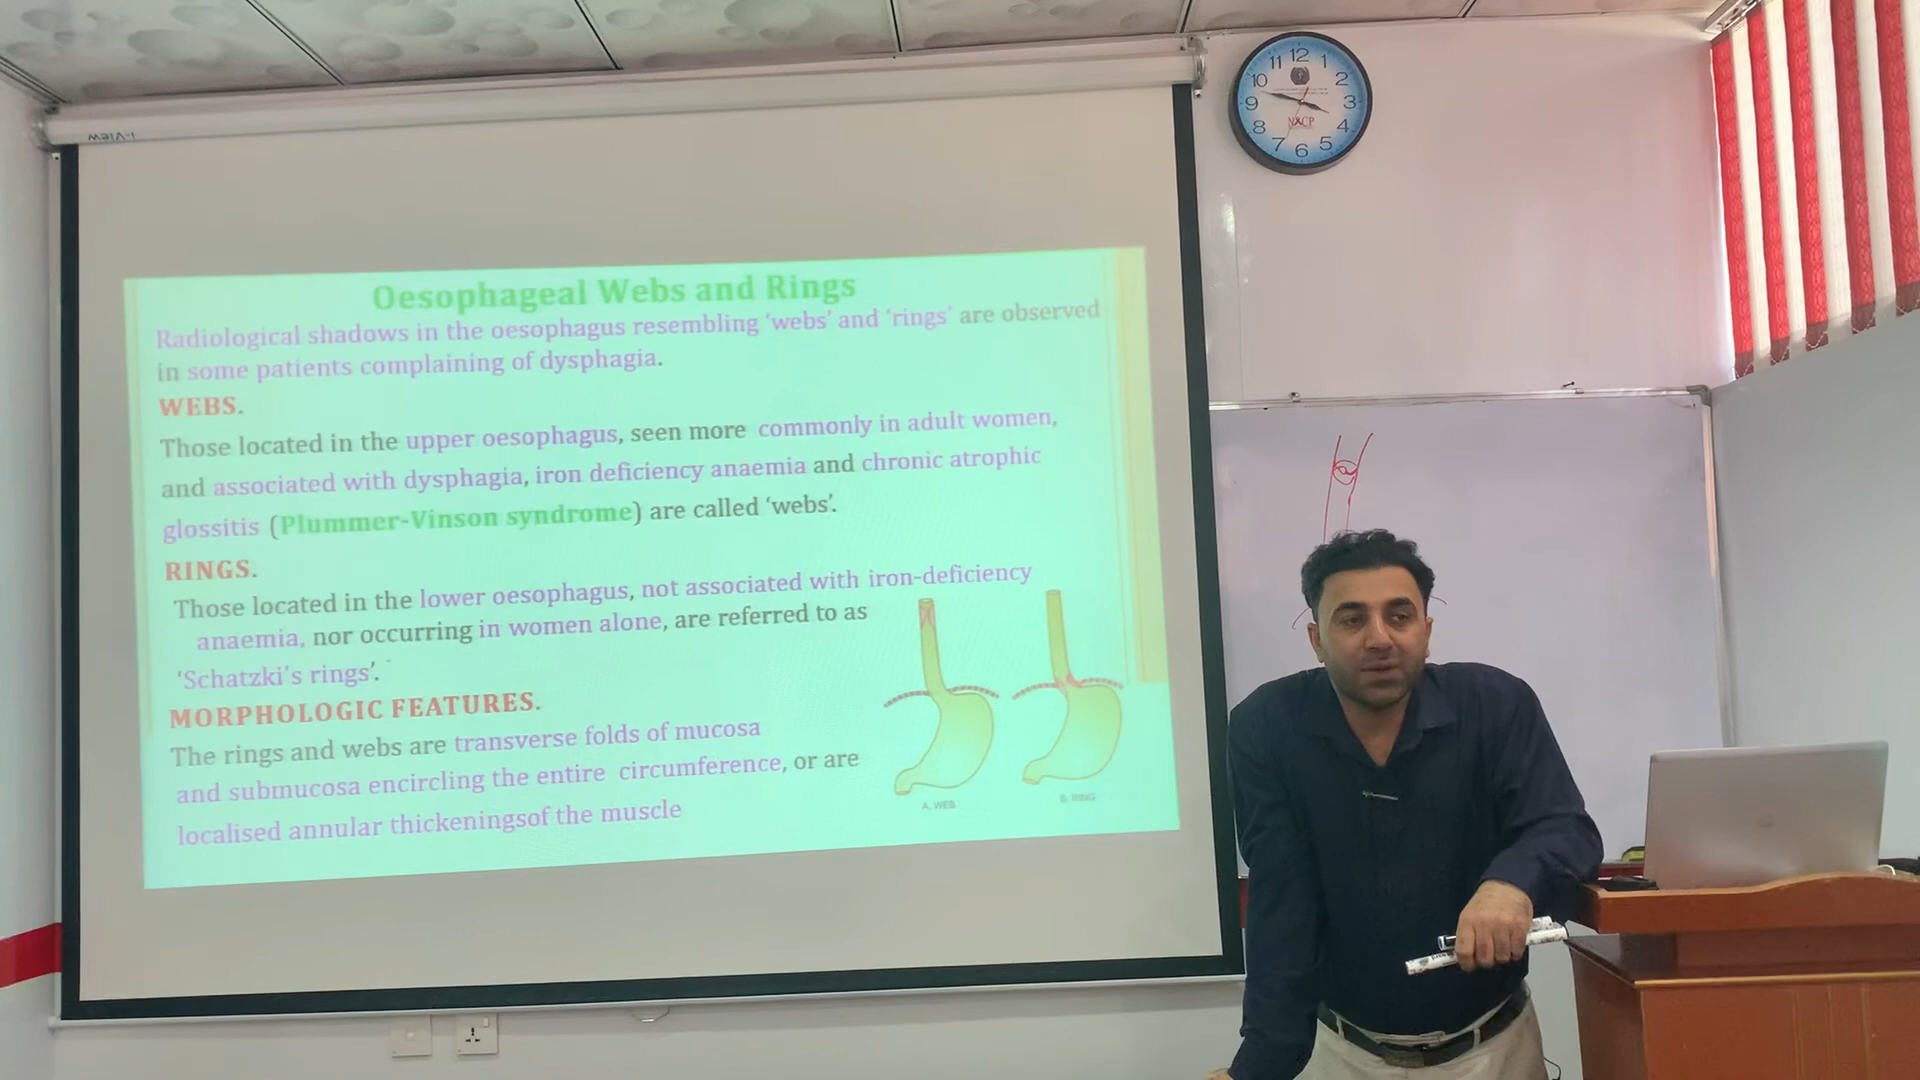 Oesophageal Webs and Rings
Radiological shadows in the oesophagus resembling ‘webs’ and ‘rings’ are observed
in some patients complaining of dysphagia.
WEBS.
Those located in the upper oesophagus, seen more commonly in adult women,
and associated with dysphagia, iron deficiency anaemia and chronic atrophic
glossitis (Plummer-Vinson syndrome) are called ‘webs’.
RINGS.
Those located in the lower oesophagus, not associated with iron-deficiency
anaemia, nor occurring in women alone, are referred to as
‘Schatzki's rings’.
MORPHOLOGIC FEATURES.
The rings and webs are transverse folds of mucosa
and submucosa encircling the entire circumference, or are
localised annular thickeningsof the muscle
A. WEB
B. RING
12
1
2
3
4
5
6
7
8
9
10
11